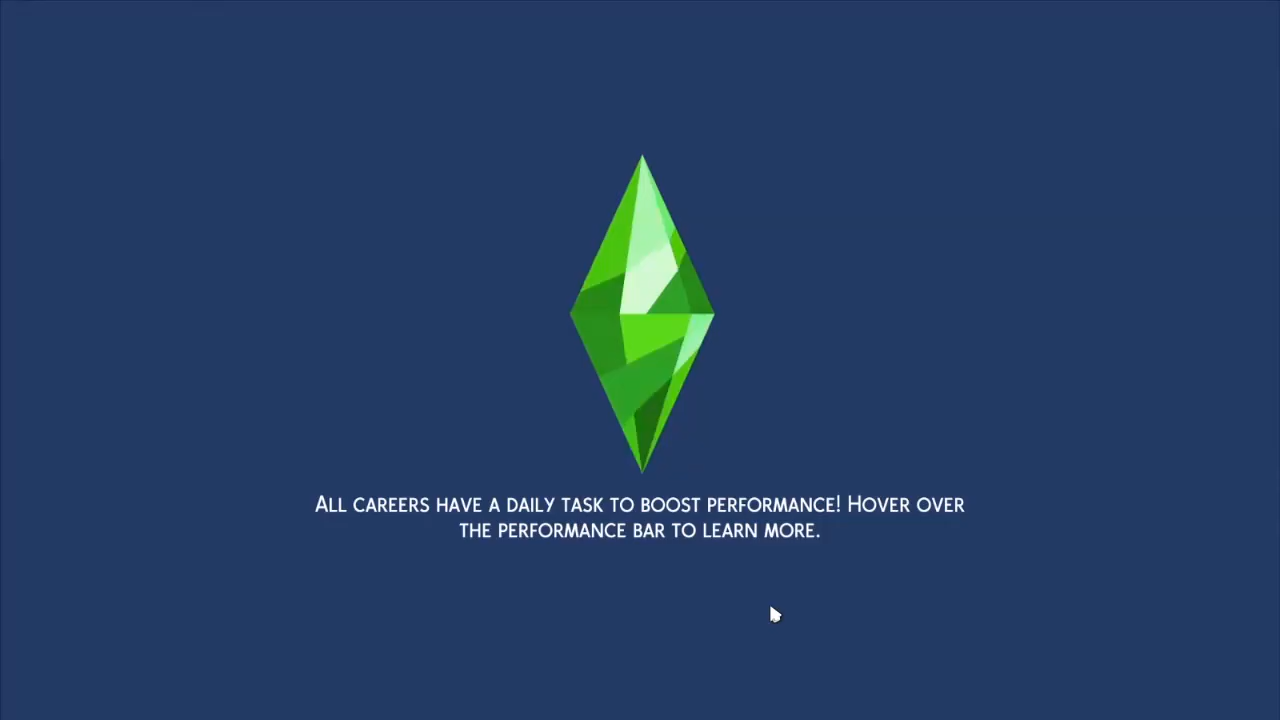 All careers have a daily task to boost performance! Hover over
the performance bar to learn more.